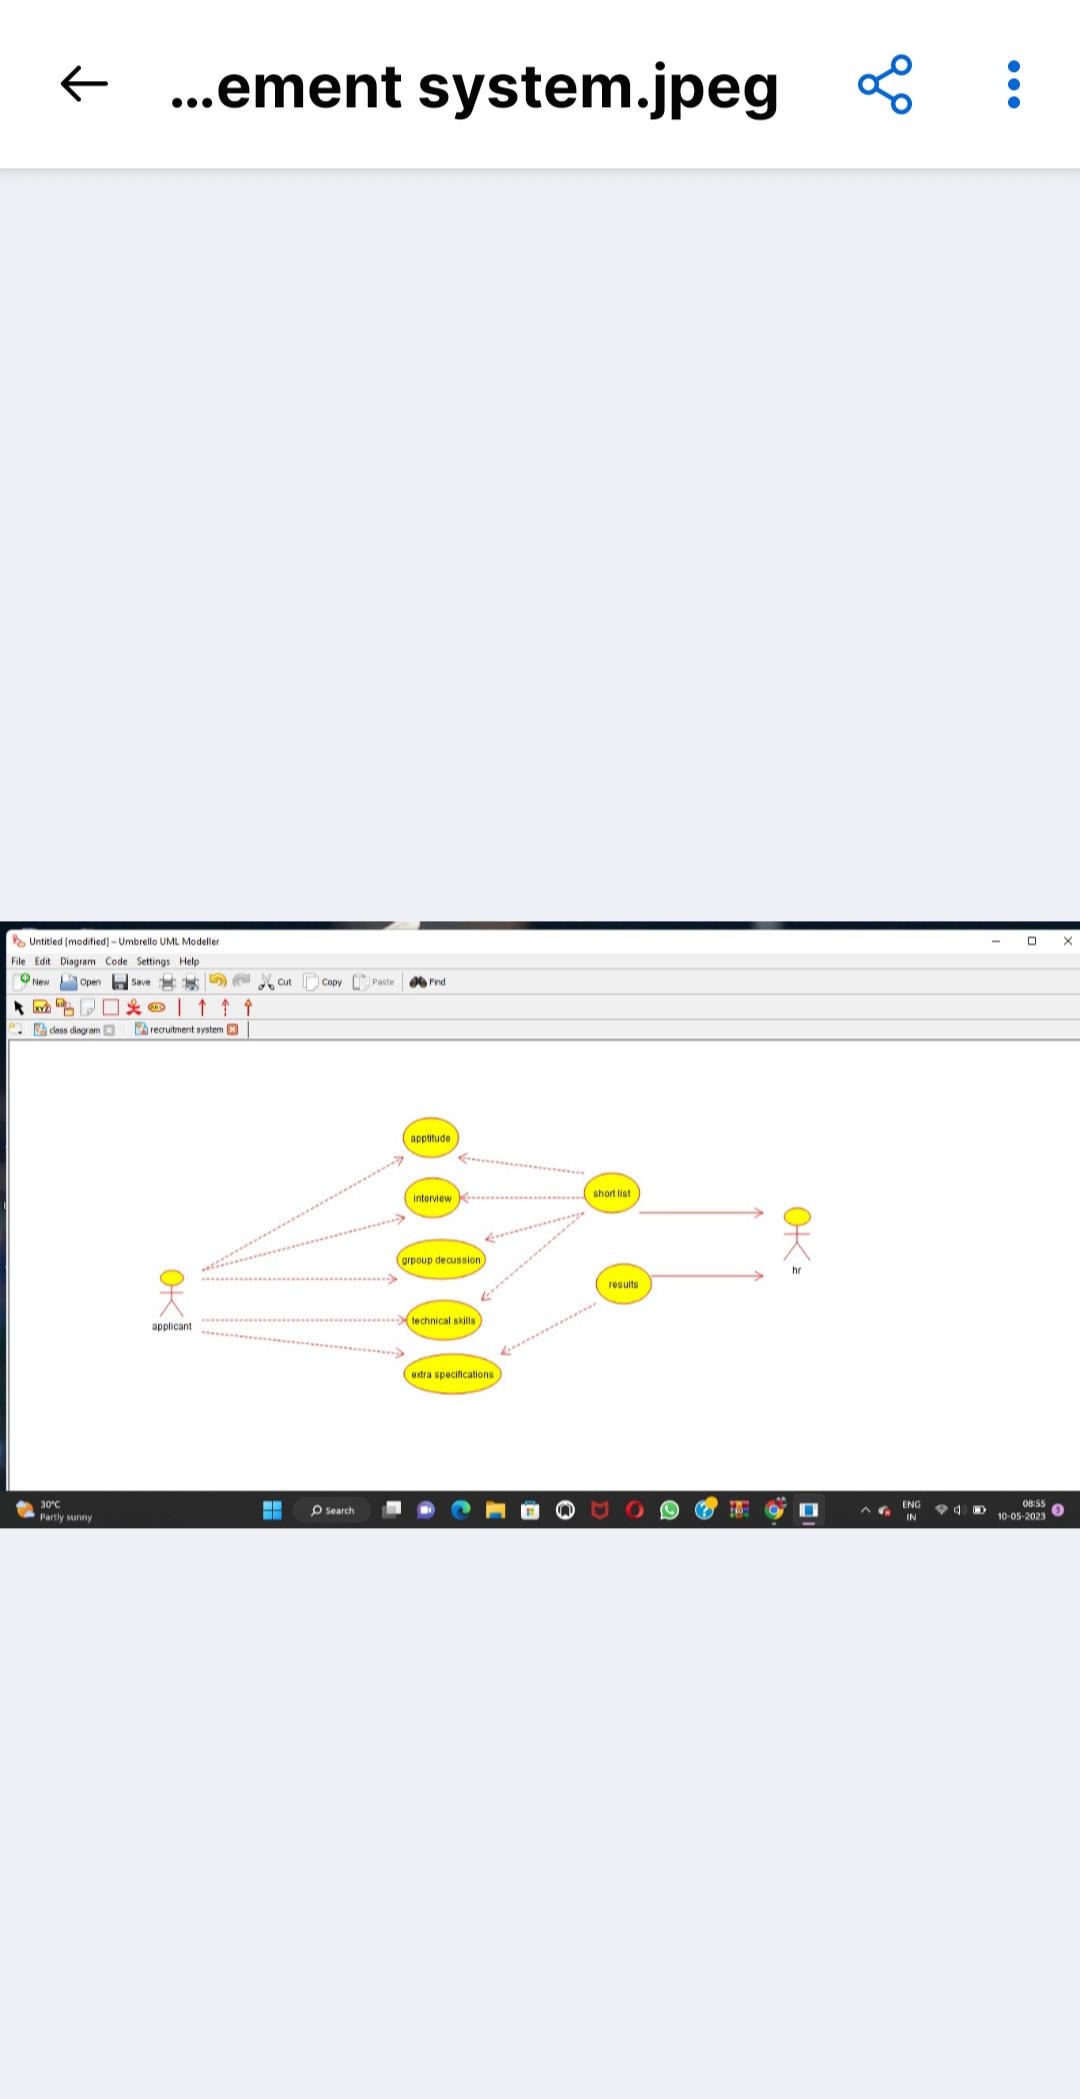 ...ement system.jpeg
Untitled [modified] – Umbrello UML Modeller
File Edit Diagram Code Settings Help
New Open Save Cut Copy Paste Find
XYZ
class diagram recruitment system
apptitude
interview
short list
grpoup decussion
hr
results
applicant
technical skills
extra specifications
30°C
Partly sunny
Search
ENG
IN
08:55
10-05-2023